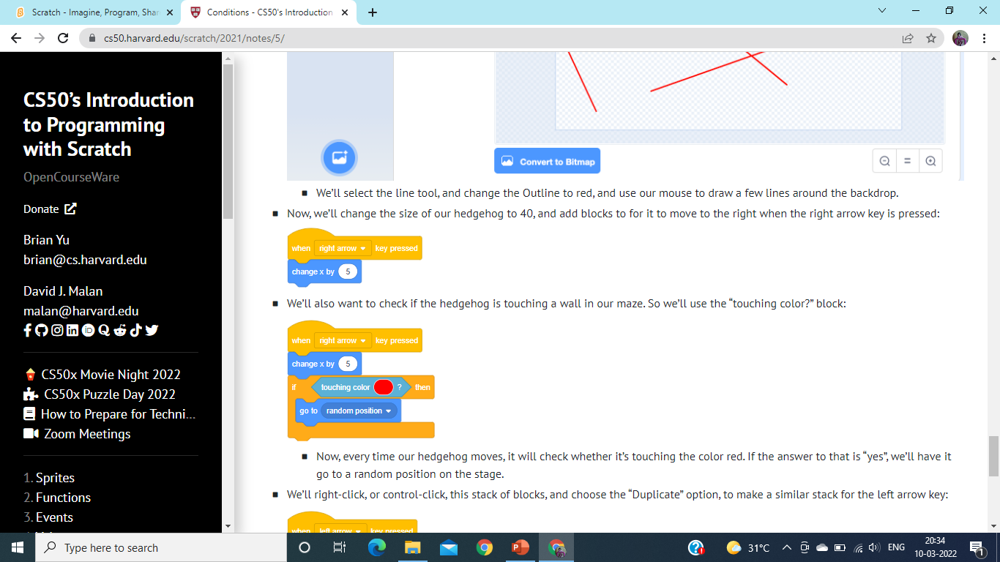 Scratch - Imagine, Program, Shar
Conditions - CS50's Introduction
cs50.harvard.edu/scratch/2021/notes/5/
CS50's Introduction
to Programming
with Scratch
OpenCourseWare
Donate
Brian Yu
brian@cs.harvard.edu
David J. Malan
malan@harvard.edu
CS50x Movie Night 2022
CS50x Puzzle Day 2022
How to Prepare for Techni...
Zoom Meetings
1. Sprites
2. Functions
3. Events
Convert to Bitmap
We'll select the line tool, and change the Outline to red, and use our mouse to draw a few lines around the backdrop.
Now, we'll change the size of our hedgehog to 40, and add blocks to for it to move to the right when the right arrow key is pressed:
when right arrow key pressed
change x by 5
We'll also want to check if the hedgehog is touching a wall in our maze. So we'll use the “touching color?” block:
when right arrow key pressed
change x by 5
if touching color ? then
go to random position
Now, every time our hedgehog moves, it will check whether it's touching the color red. If the answer to that is “yes”, we'll have it
go to a random position on the stage.
We'll right-click, or control-click, this stack of blocks, and choose the “Duplicate” option, to make a similar stack for the left arrow key:
when left arrow key pressed
Type here to search
31°C
ENG
20:34
10-03-2022
1